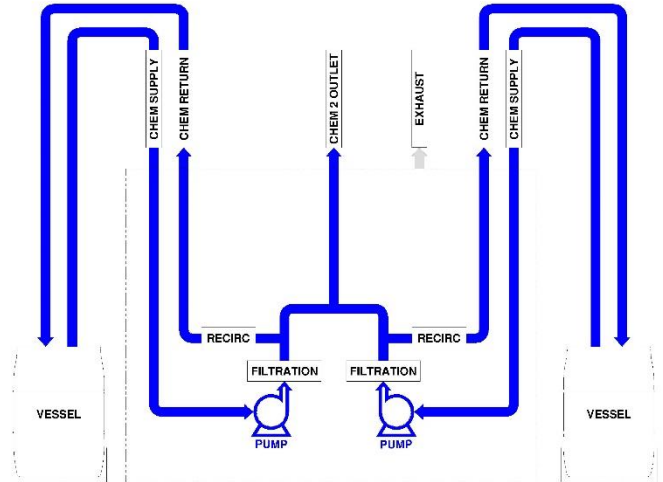 CHEM SUPPLY
CHEM RETURN
CHEM 2 OUTLET
EXHAUST
CHEM RETURN
CHEM SUPPLY
RECIRC
RECIRC
FILTRATION
FILTRATION
VESSEL
VESSEL
PUMP
PUMP